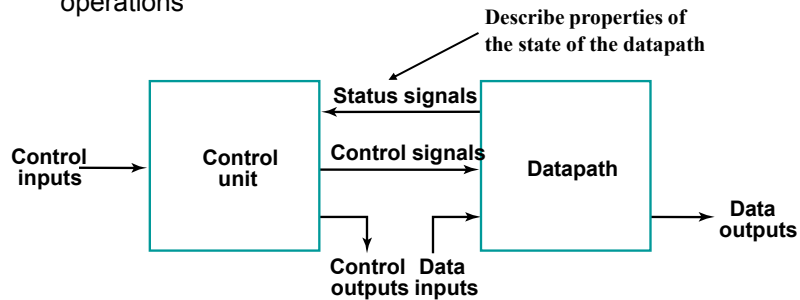 operations
Describe properties of
the state of the datapath
Status signals
Control signals
Control
inputs
Control
unit
Datapath
Data
outputs
Control
outputs
Data
inputs